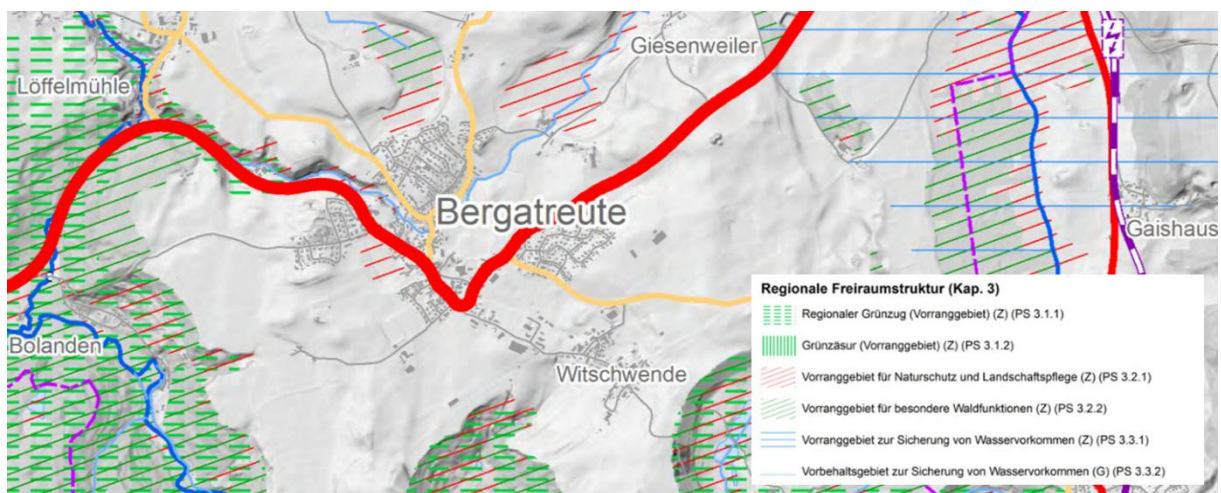 Giesenweiler
Löffelmühle
Bergatreute
Gaishaus
Bolanden
Witschwende
Regionale Freiraumstruktur (Kap. 3)
Regionaler Grünzug (Vorranggebiet) (Z) (PS 3.1.1)
Grünzäsur (Vorranggebiet) (Z) (PS 3.1.2)
Vorranggebiet für Naturschutz und Landschaftspflege (Z) (PS 3.2.1)
Vorranggebiet für besondere Waldfunktionen (Z) (PS 3.2.2)
Vorranggebiet zur Sicherung von Wasservorkommen (Z) (PS 3.3.1)
Vorbehaltsgebiet zur Sicherung von Wasservorkommen (G) (PS 3.3.2)